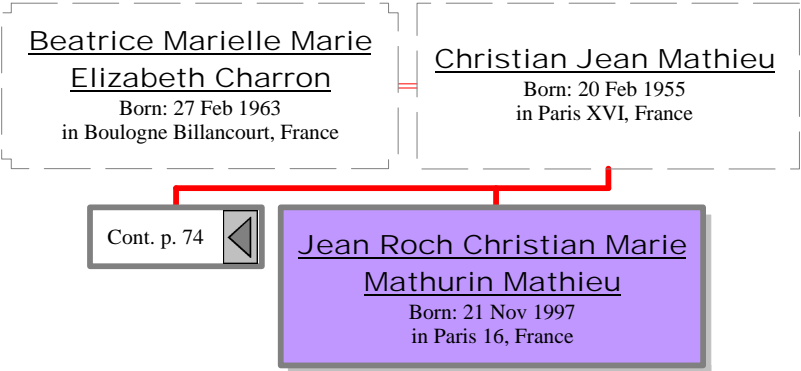 Beatrice Marielle Marie
Elizabeth Charron
Born: 27 Feb 1963
in Boulogne Billancourt, France
Christian Jean Mathieu
Born: 20 Feb 1955
in Paris XVI, France
Cont. p. 74
Jean Roch Christian Marie
Mathurin Mathieu
Born: 21 Nov 1997
in Paris 16, France